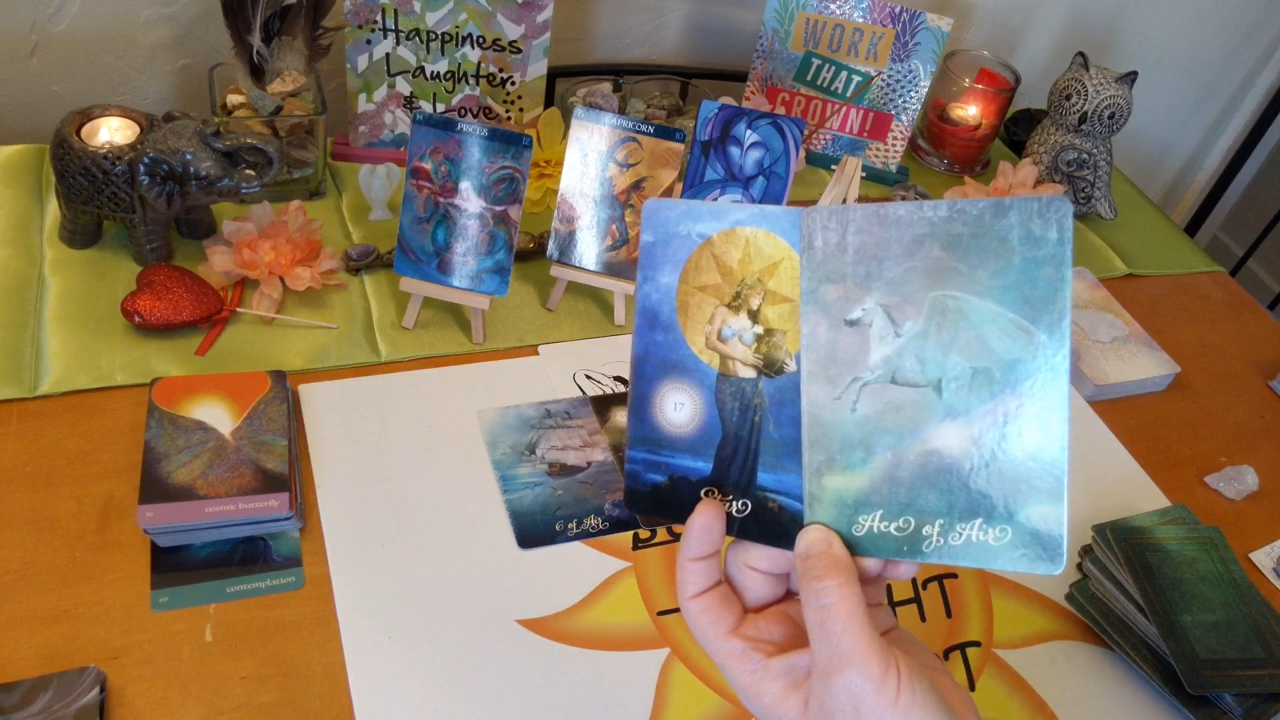 Happiness
Laughter
& Love
WORK
THAT
CROWN!
PISCES
12
CAPRICORN
10
17
Star
Ace of Air
6 of Air
cosmic butterfly
contemplation
HT